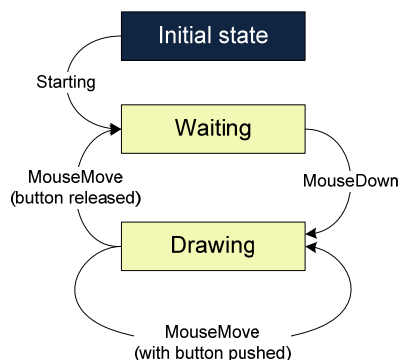 Initial state
Starting
Waiting
MouseMove
(button released)
MouseDown
Drawing
MouseMove
(with button pushed)